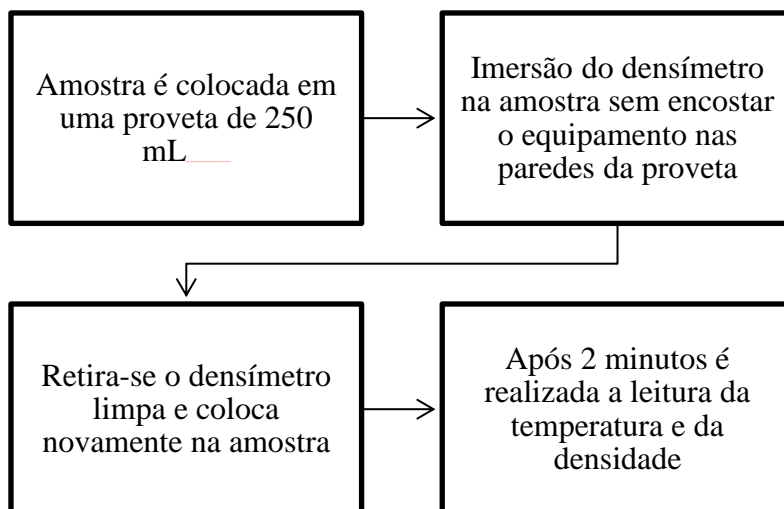 Amostra é colocada em
uma proveta de 250
mL
Imersão do densímetro
na amostra sem encostar
o equipamento nas
paredes da proveta
Retira-se o densímetro
limpa e coloca
novamente na amostra
Após 2 minutos é
realizada a leitura da
temperatura e da
densidade